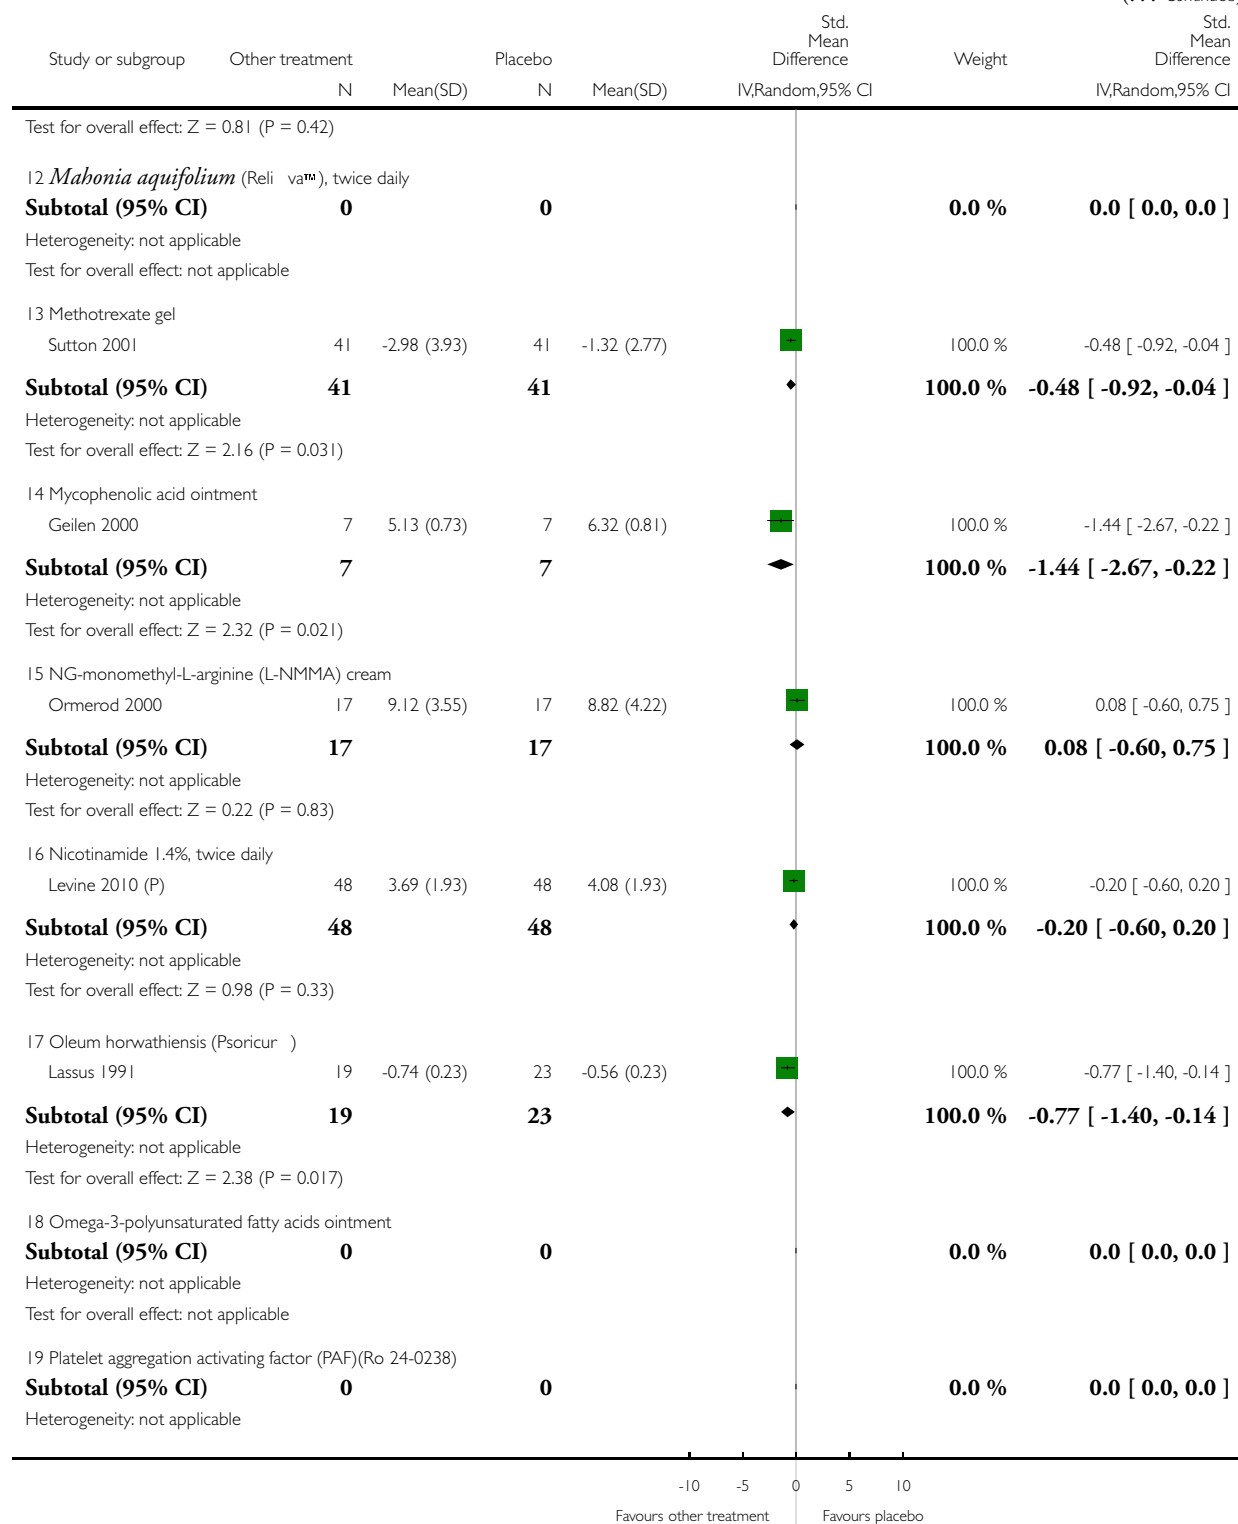 (... Continued)
Study or subgroup Other treatment Placebo Std. Mean Difference Weight Std. Mean Difference
N Mean(SD) N Mean(SD) IV,Random,95% CI IV,Random,95% CI
Test for overall effect: Z = 0.81 (P = 0.42)
12 Mahonia aquifolium (Reli va™), twice daily
Subtotal (95% CI) 0 0 0.0 % 0.0 [ 0.0, 0.0 ]
Heterogeneity: not applicable
Test for overall effect: not applicable
13 Methotrexate gel
Sutton 2001 41 -2.98 (3.93) 41 -1.32 (2.77) 100.0 % -0.48 [ -0.92, -0.04 ]
Subtotal (95% CI) 41 41 100.0 % -0.48 [ -0.92, -0.04 ]
Heterogeneity: not applicable
Test for overall effect: Z = 2.16 (P = 0.031)
14 Mycophenolic acid ointment
Geilen 2000 7 5.13 (0.73) 7 6.32 (0.81) 100.0 % -1.44 [ -2.67, -0.22 ]
Subtotal (95% CI) 7 7 100.0 % -1.44 [ -2.67, -0.22 ]
Heterogeneity: not applicable
Test for overall effect: Z = 2.32 (P = 0.021)
15 NG-monomethyl-L-arginine (L-NMMA) cream
Ormerod 2000 17 9.12 (3.55) 17 8.82 (4.22) 100.0 % 0.08 [ -0.60, 0.75 ]
Subtotal (95% CI) 17 17 100.0 % 0.08 [ -0.60, 0.75 ]
Heterogeneity: not applicable
Test for overall effect: Z = 0.22 (P = 0.83)
16 Nicotinamide 1.4%, twice daily
Levine 2010 (P) 48 3.69 (1.93) 48 4.08 (1.93) 100.0 % -0.20 [ -0.60, 0.20 ]
Subtotal (95% CI) 48 48 100.0 % -0.20 [ -0.60, 0.20 ]
Heterogeneity: not applicable
Test for overall effect: Z = 0.98 (P = 0.33)
17 Oleum horwathiensis (Psoricur )
Lassus 1991 19 -0.74 (0.23) 23 -0.56 (0.23) 100.0 % -0.77 [ -1.40, -0.14 ]
Subtotal (95% CI) 19 23 100.0 % -0.77 [ -1.40, -0.14 ]
Heterogeneity: not applicable
Test for overall effect: Z = 2.38 (P = 0.017)
18 Omega-3-polyunsaturated fatty acids ointment
Subtotal (95% CI) 0 0 0.0 % 0.0 [ 0.0, 0.0 ]
Heterogeneity: not applicable
Test for overall effect: not applicable
19 Platelet aggregation activating factor (PAF)(Ro 24-0238)
Subtotal (95% CI) 0 0 0.0 % 0.0 [ 0.0, 0.0 ]
Heterogeneity: not applicable
-10 -5 0 5 10
Favours other treatment Favours placebo